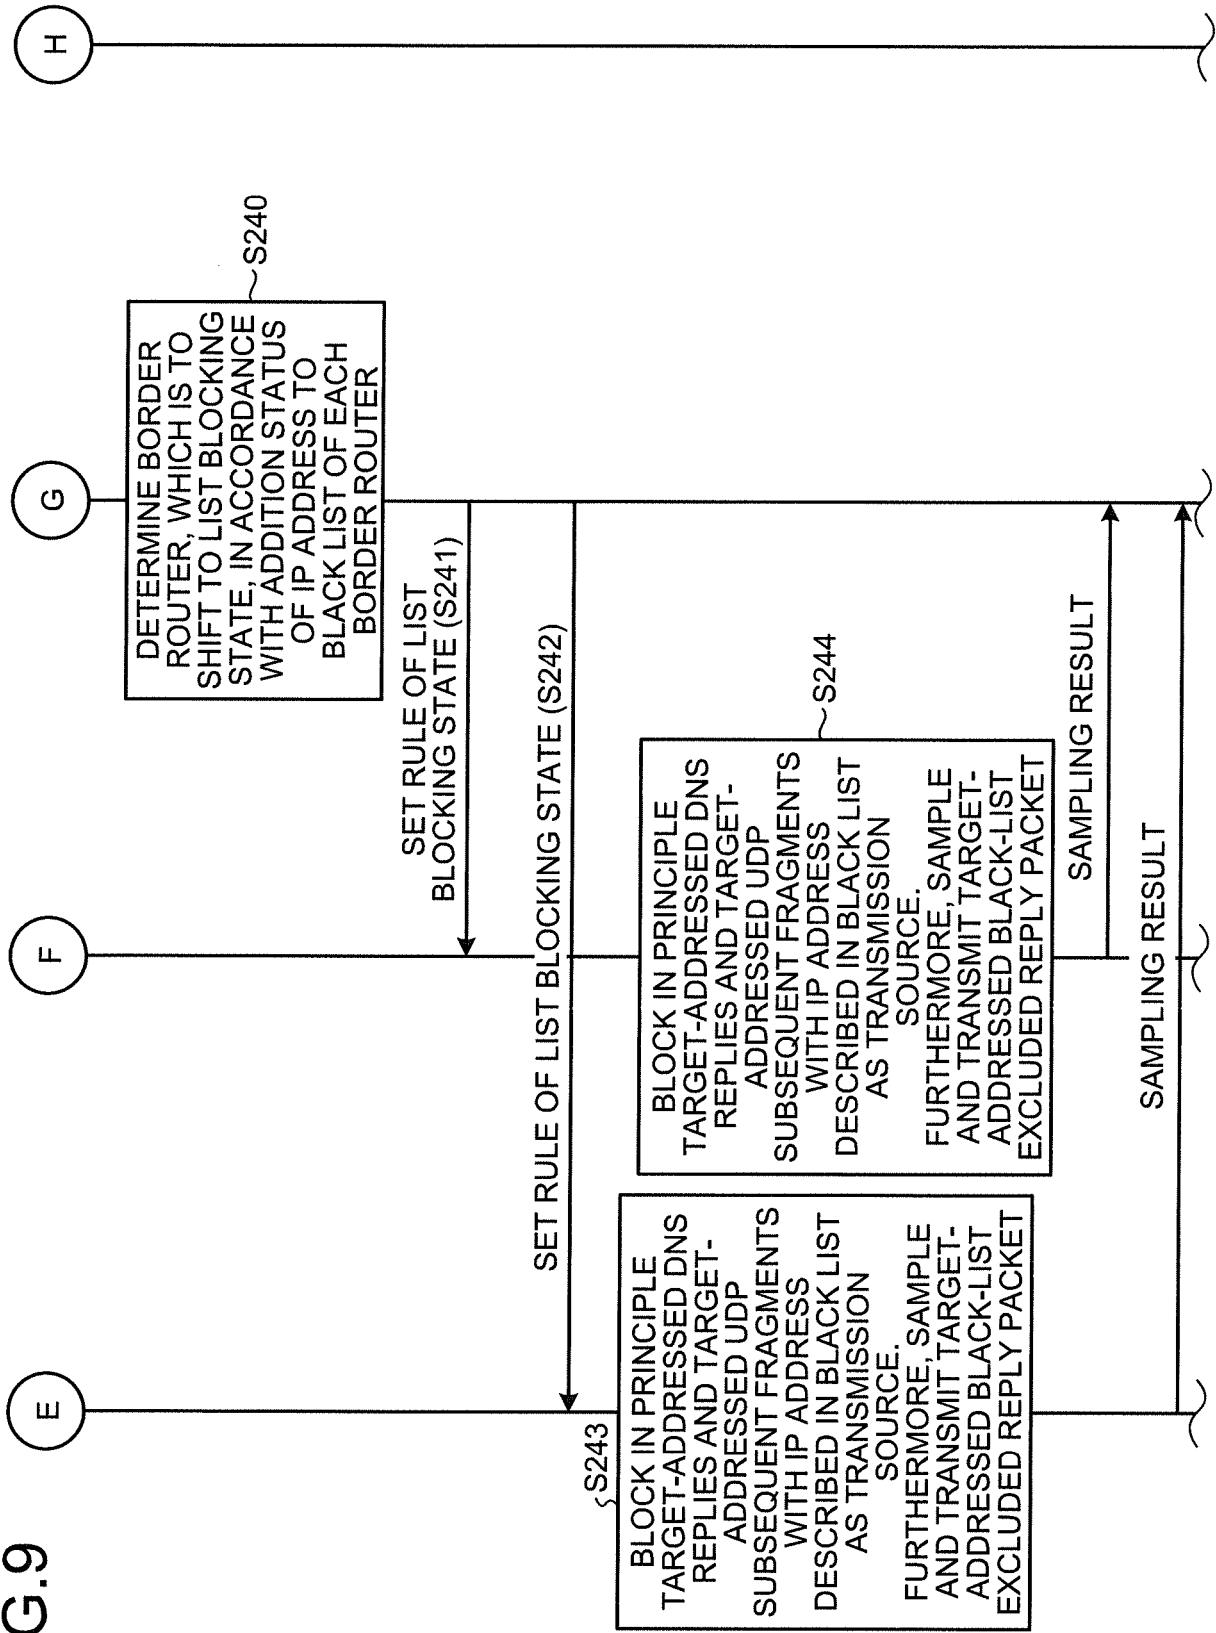 G.9
E
F
G
H
DETERMINE BORDER
ROUTER, WHICH IS TO
SHIFT TO LIST BLOCKING
STATE, IN ACCORDANCE
WITH ADDITION STATUS
OF IP ADDRESS TO
BLACK LIST OF EACH
BORDER ROUTER
S240
SET RULE OF LIST
BLOCKING STATE (S241)
SET RULE OF LIST BLOCKING STATE (S242)
S243
BLOCK IN PRINCIPLE
TARGET-ADDRESSED DNS
REPLIES AND TARGET-
ADDRESSED UDP
SUBSEQUENT FRAGMENTS
WITH IP ADDRESS
DESCRIBED IN BLACK LIST
AS TRANSMISSION
SOURCE.
FURTHERMORE, SAMPLE
AND TRANSMIT TARGET-
ADDRESSED BLACK-LIST
EXCLUDED REPLY PACKET
S244
BLOCK IN PRINCIPLE
TARGET-ADDRESSED DNS
REPLIES AND TARGET-
ADDRESSED UDP
SUBSEQUENT FRAGMENTS
WITH IP ADDRESS
DESCRIBED IN BLACK LIST
AS TRANSMISSION
SOURCE.
FURTHERMORE, SAMPLE
AND TRANSMIT TARGET-
ADDRESSED BLACK-LIST
EXCLUDED REPLY PACKET
SAMPLING RESULT
SAMPLING RESULT